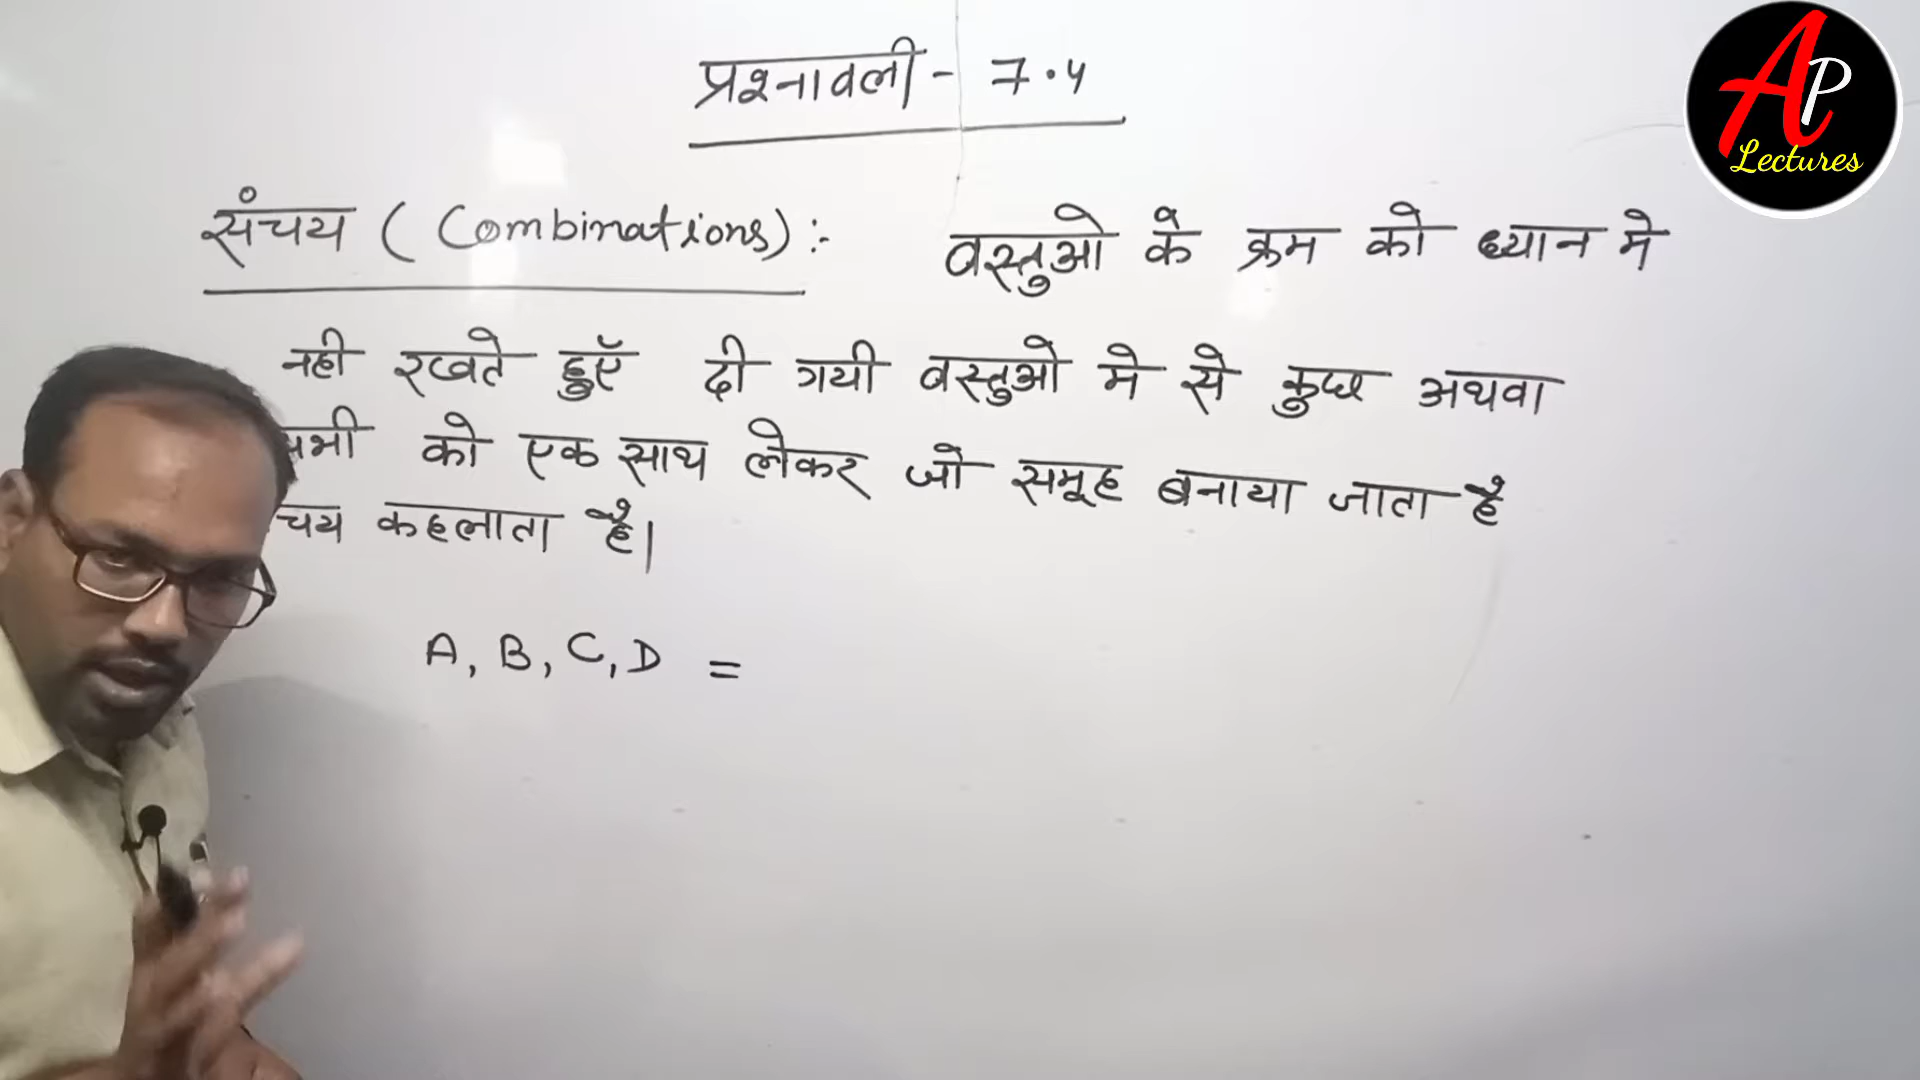 प्रश्नावली - 7.4
AP
Lectures
संचय ( Combinations) :- वस्तुओ के क्रम को ध्यान मे
नही रखते हुएॅ दी गयी वस्तुओ मे से कुछ अथवा
को एक साथ लेकर जो समूह बनाया जाता है
कहलाता है।
A, B, C, D =